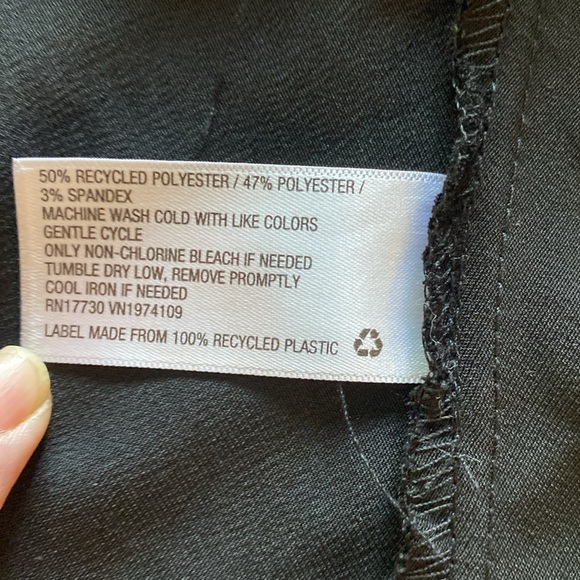 50% RECYCLED POLYESTER / 47% POLYESTER /
3% SPANDEX
MACHINE WASH COLD WITH LIKE COLORS
GENTLE CYCLE
ONLY NON-CHLORINE BLEACH IF NEEDED
TUMBLE DRY LOW, REMOVE PROMPTLY
COOL IRON IF NEEDED
RN17730 VN1974109
LABEL MADE FROM 100% RECYCLED PLASTIC